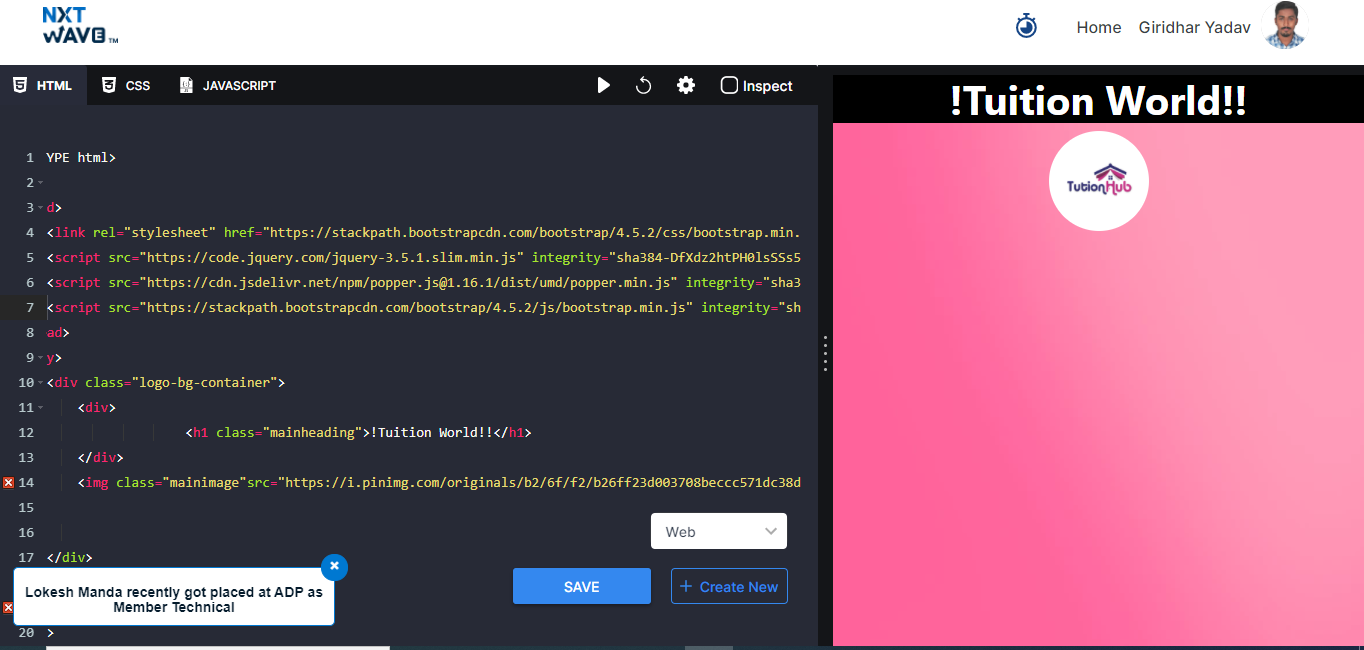 NXT
WAVE™
Home Giridhar Yadav
HTML CSS JAVASCRIPT Inspect
1 YPE html>
2
3 d>
4 <link rel="stylesheet" href="https://stackpath.bootstrapcdn.com/bootstrap/4.5.2/css/bootstrap.min.
5 <script src="https://code.jquery.com/jquery-3.5.1.slim.min.js" integrity="sha384-DfXdz2htPH0lsSSs5
6 <script src="https://cdn.jsdelivr.net/npm/popper.js@1.16.1/dist/umd/popper.min.js" integrity="sha3
7 <script src="https://stackpath.bootstrapcdn.com/bootstrap/4.5.2/js/bootstrap.min.js" integrity="sh
8 ad>
9 y>
10 <div class="logo-bg-container">
11 <div>
12 <h1 class="mainheading">!Tuition World!!</h1>
13 </div>
14 <img class="mainimage"src="https://i.pinimg.com/originals/b2/6f/f2/b26ff23d003708beccc571dc38d
15
16
17 </div>
20 >
Web
SAVE + Create New
Lokesh Manda recently got placed at ADP as
Member Technical
!Tuition World!!
TutionHub